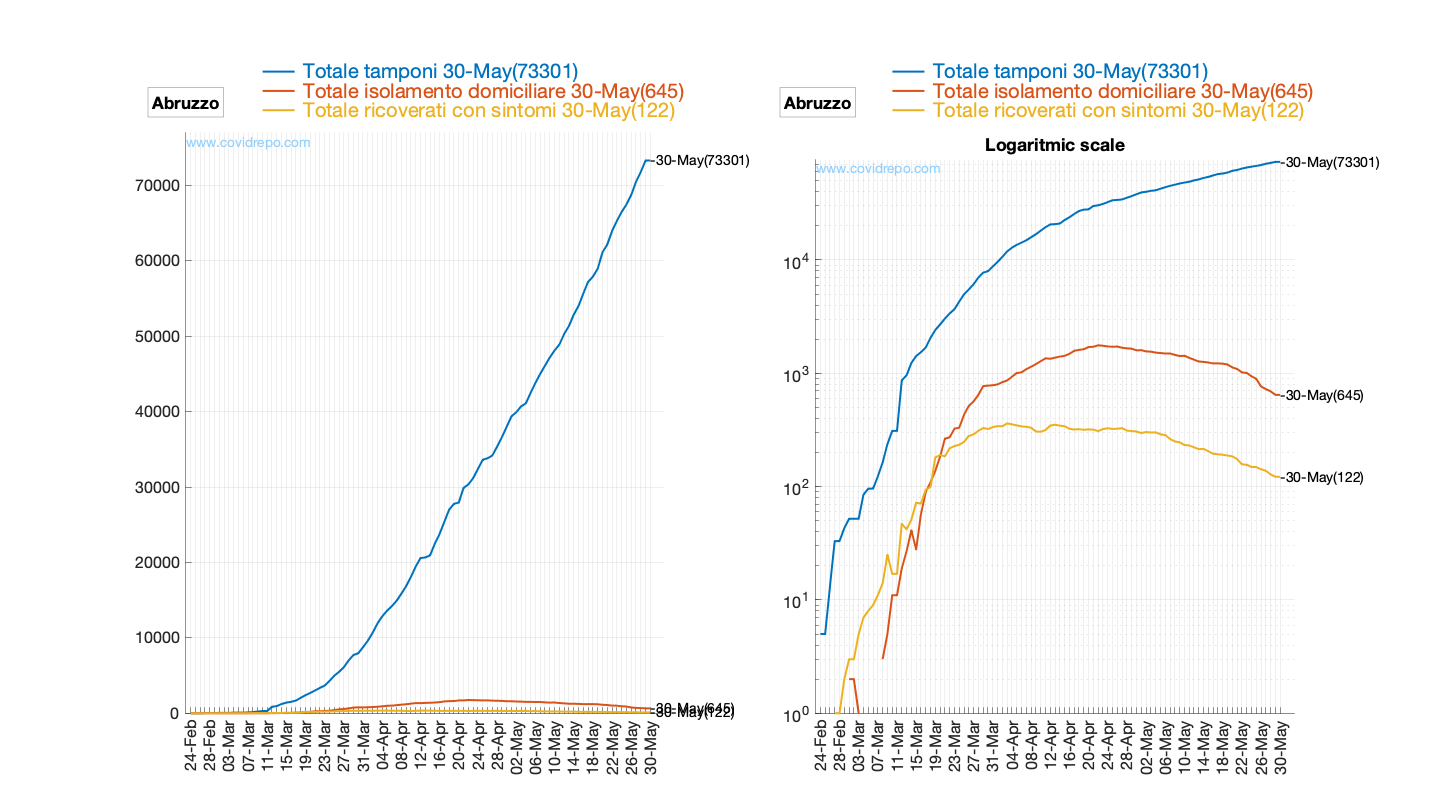 Totale tamponi 30-May(73301)
Totale isolamento domiciliare 30-May(645)
Totale ricoverati con sintomi 30-May(122)
Abruzzo
www.covidrepo.com
30-May(73301)
70000
60000
50000
40000
30000
20000
10000
0
30-May(645)
30-May(122)
24-Feb
28-Feb
03-Mar
07-Mar
11-Mar
15-Mar
19-Mar
23-Mar
27-Mar
31-Mar
04-Apr
08-Apr
12-Apr
16-Apr
20-Apr
24-Apr
28-Apr
02-May
06-May
10-May
14-May
18-May
22-May
26-May
30-May
Totale tamponi 30-May(73301)
Totale isolamento domiciliare 30-May(645)
Totale ricoverati con sintomi 30-May(122)
Abruzzo
Logaritmic scale
www.covidrepo.com
30-May(73301)
10^4
10^3
30-May(645)
10^2
30-May(122)
10^1
10^0
24-Feb
28-Feb
03-Mar
07-Mar
11-Mar
15-Mar
19-Mar
23-Mar
27-Mar
31-Mar
04-Apr
08-Apr
12-Apr
16-Apr
20-Apr
24-Apr
28-Apr
02-May
06-May
10-May
14-May
18-May
22-May
26-May
30-May